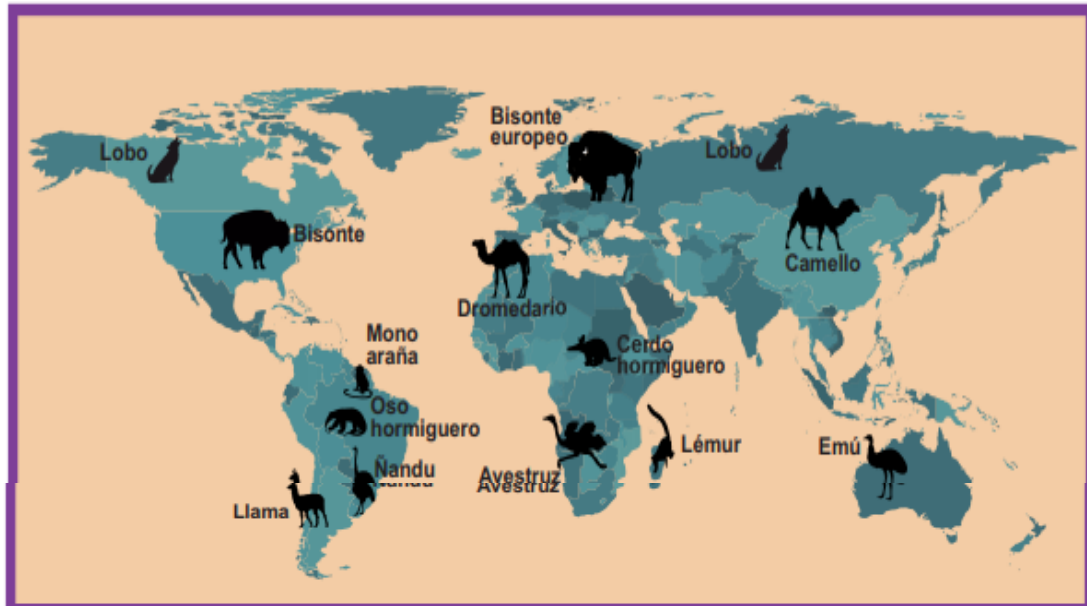 Bisonte
europeo
Lobo
Lobo
Bisonte
Camello
Dromedario
Mono
araña
Cerdo
hormiguero
Oso
hormiguero
Lémur
Emú
Ñandu
Avestruz
Llama